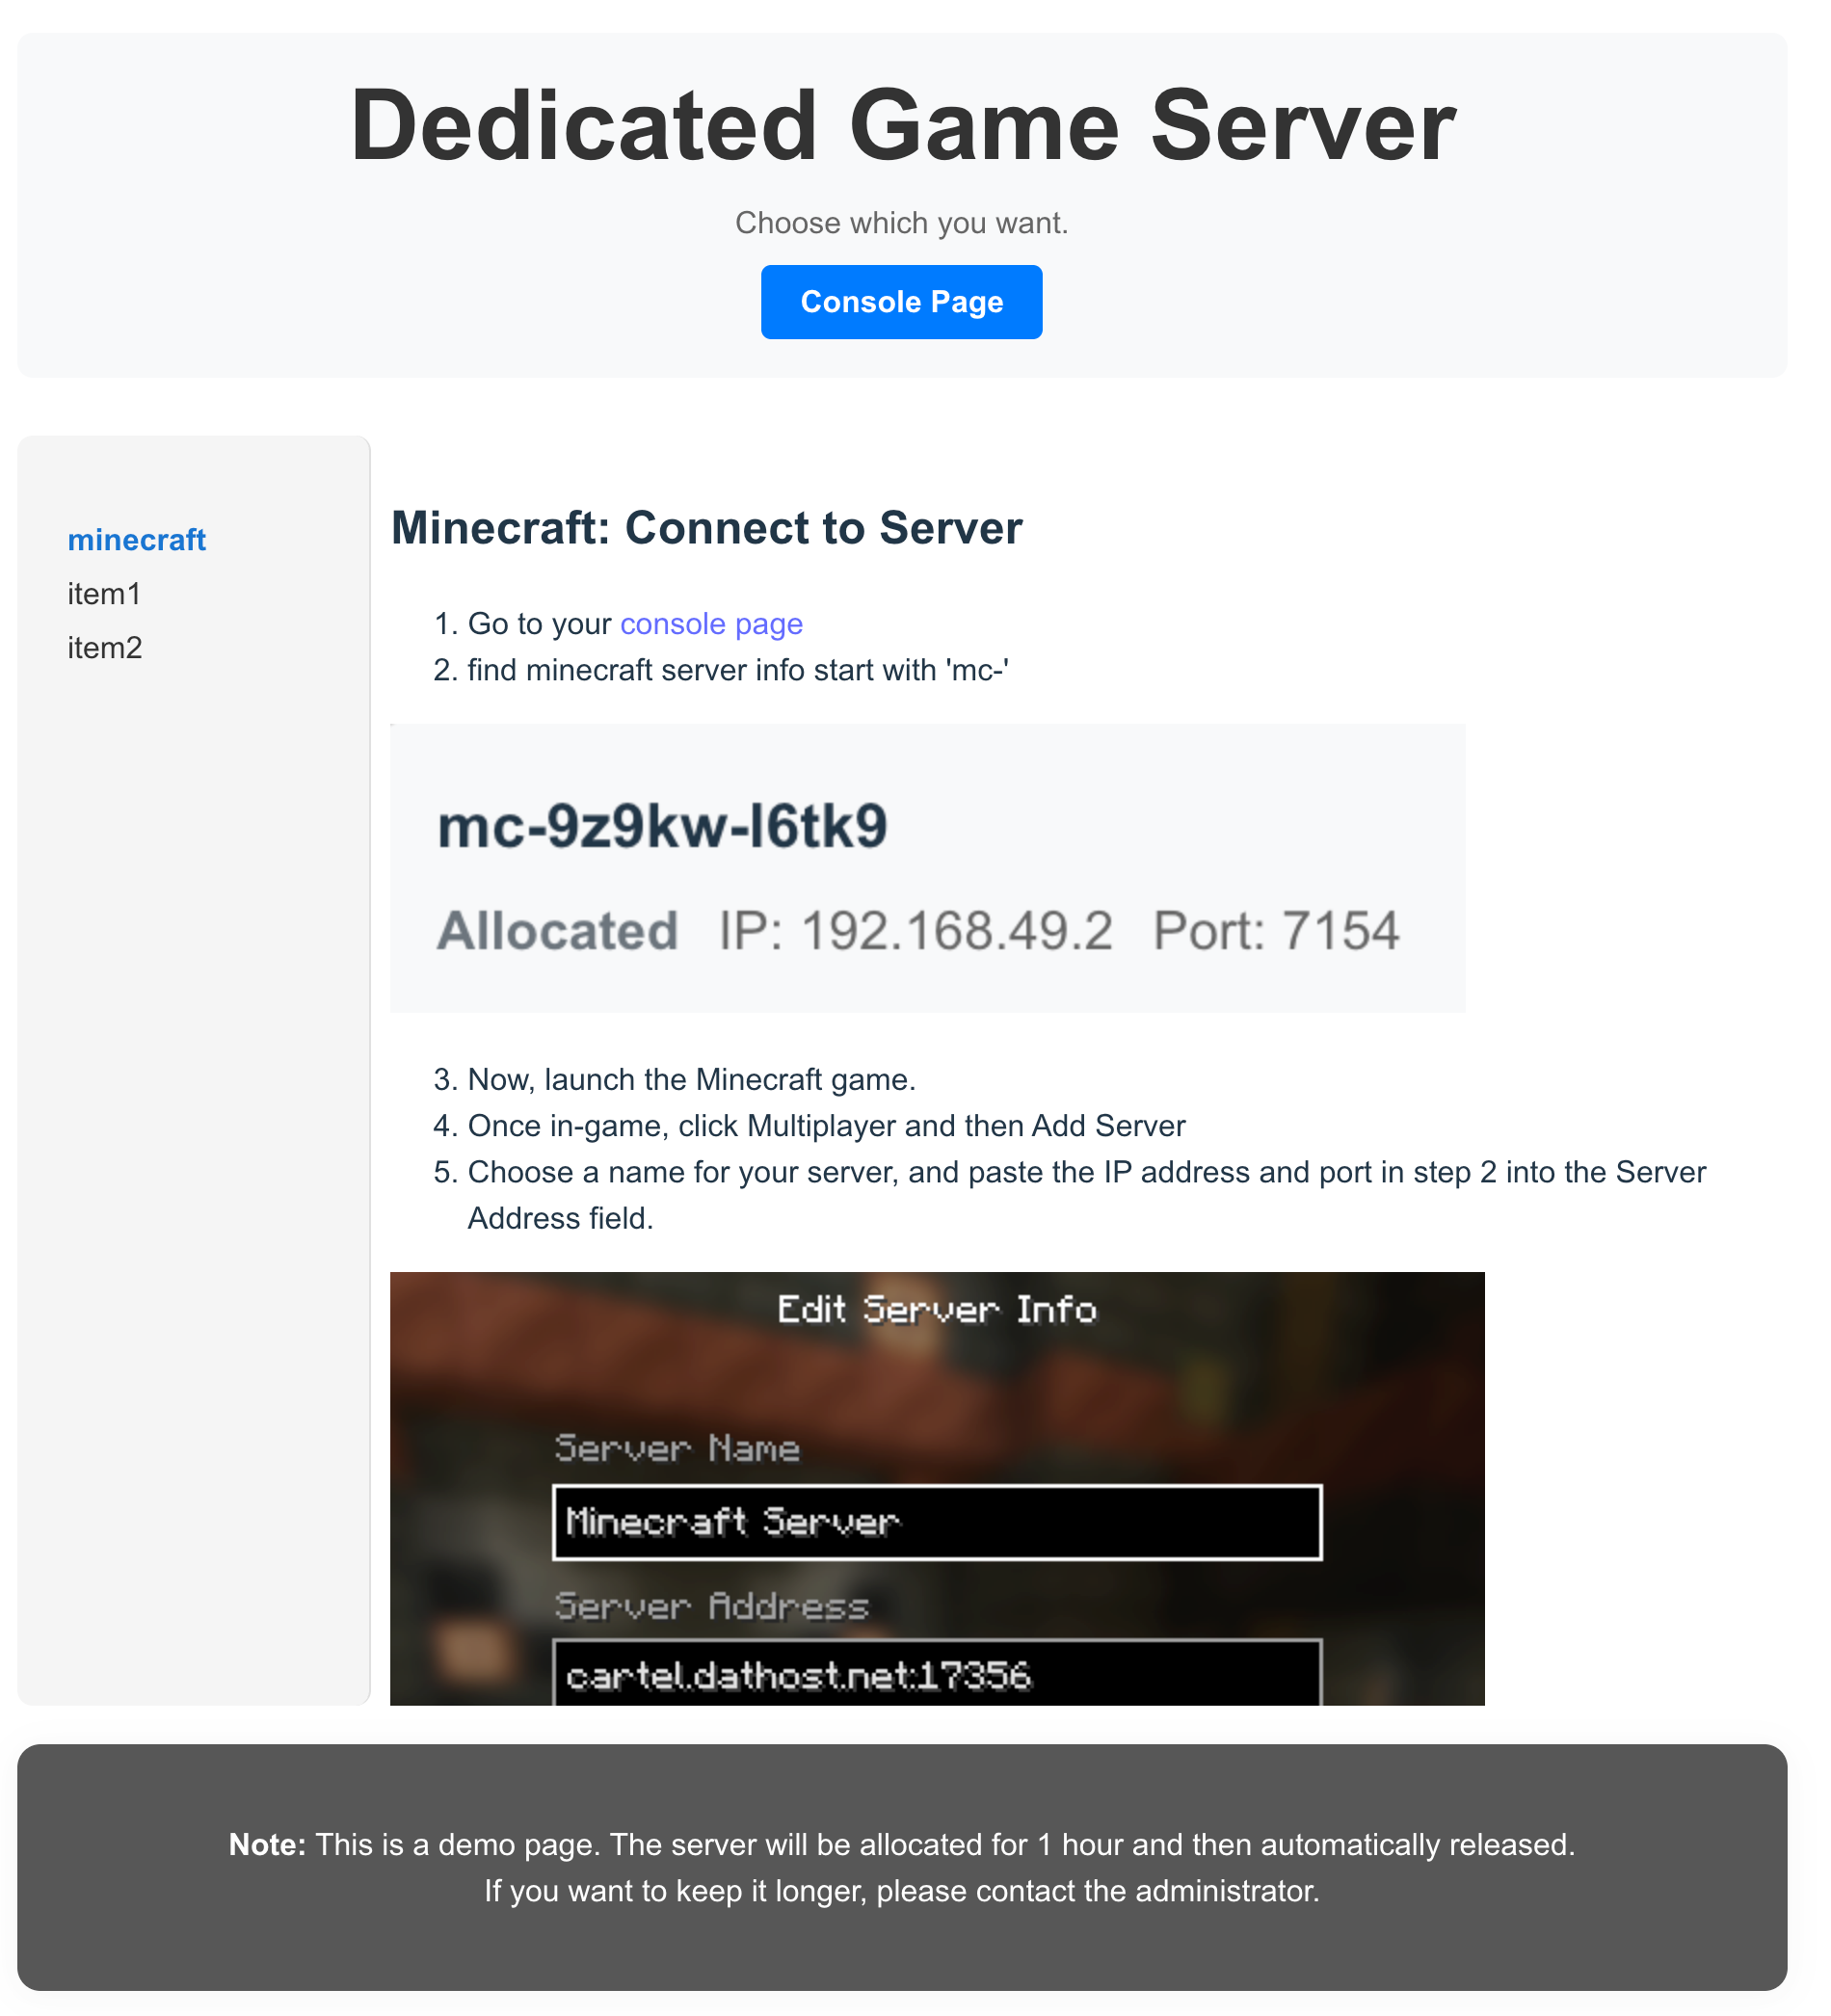 Dedicated Game Server
Choose which you want.
Console Page
minecraft
item1
item2
Minecraft: Connect to Server
1. Go to your console page
2. find minecraft server info start with 'mc-'
mc-9z9kw-l6tk9
Allocated IP: 192.168.49.2 Port: 7154
3. Now, launch the Minecraft game.
4. Once in-game, click Multiplayer and then Add Server
5. Choose a name for your server, and paste the IP address and port in step 2 into the Server
Address field.
Edit Server Info
Server Name
Minecraft Server
Server Address
cartel.dathost.net:17356
Note: This is a demo page. The server will be allocated for 1 hour and then automatically released.
If you want to keep it longer, please contact the administrator.